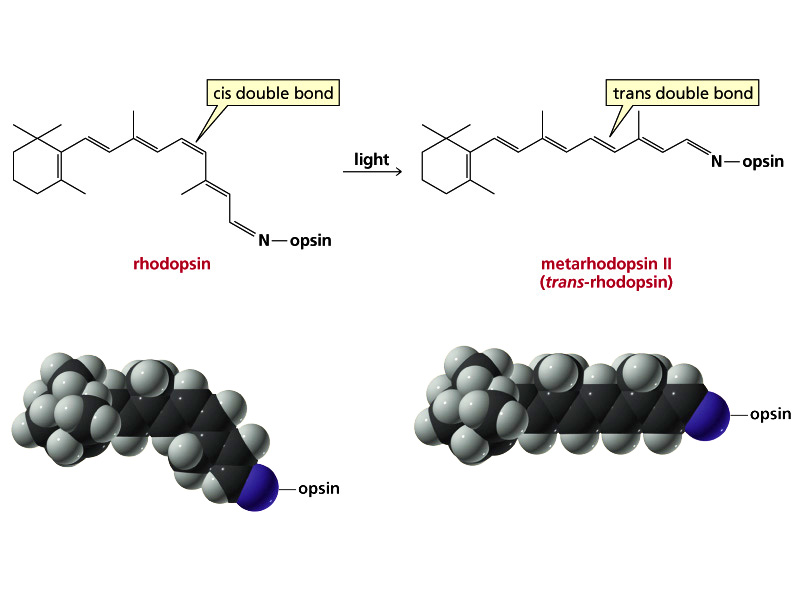 cis double bond
trans double bond
light
N—opsin
N—opsin
rhodopsin
metarhodopsin II
(trans-rhodopsin)
opsin
opsin